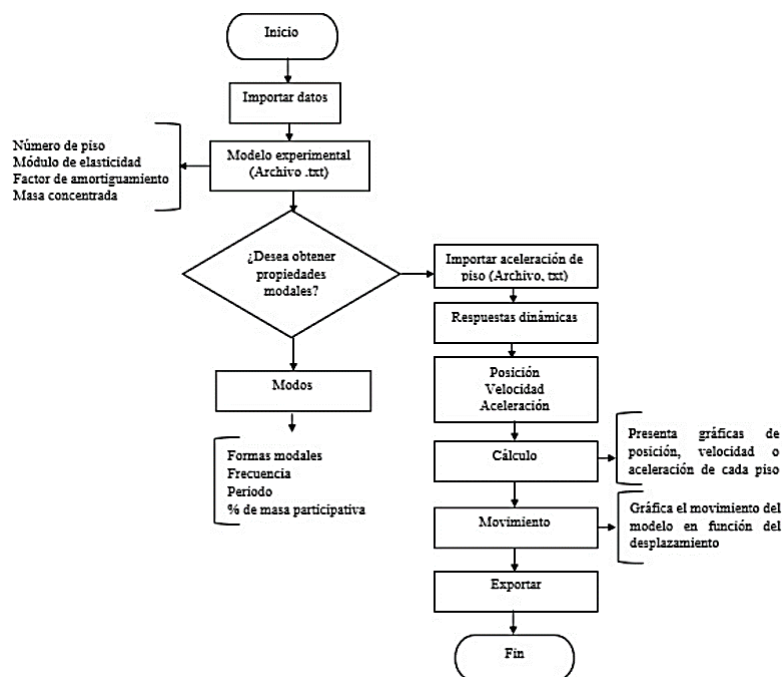 Inicio
Importar datos
Modelo experimental
(Archivo .txt)
Número de piso
Módulo de elasticidad
Factor de amortiguamiento
Masa concentrada
¿Desea obtener
propiedades
modales?
Modos
Formas modales
Frecuencia
Periodo
% de masa participativa
Importar aceleración de
piso (Archivo, txt)
Respuestas dinámicas
Posición
Velocidad
Aceleración
Cálculo
Presenta gráficas de
posición, velocidad o
aceleración de cada piso
Movimiento
Gráfica el movimiento del
modelo en función del
desplazamiento
Exportar
Fin